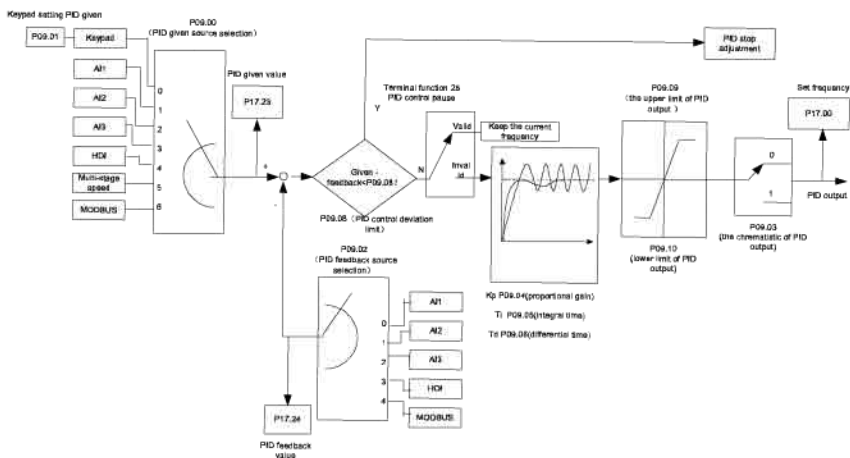 Keypad setting PID given
P09.01
Keypad
AI1
AI2
AI3
HDI
Multi-stage speed
MODBUS
P09.00
(PID given source selection)
0
1
2
3
4
5
6
PID given value
P17.23
+
-
Given - feedback<P09.08?
Y
N
P09.08 (PID control deviation limit)
PID stop adjustment
Terminal function 25
PID control pause
Valid
Invalid
Keep the current frequency
Kp P09.04(proportional gain)
Ti P09.05(integral time)
Td P09.06(differential time)
P09.09
(the upper limit of PID output)
P09.10
(lower limit of PID output)
0
1
P09.03
(the chrematistic of PID output)
Set frequency
P17.00
PID output
P09.02
(PID feedback source selection)
0
1
2
3
4
AI1
AI2
AI3
HDI
MODBUS
P17.24
PID feedback value